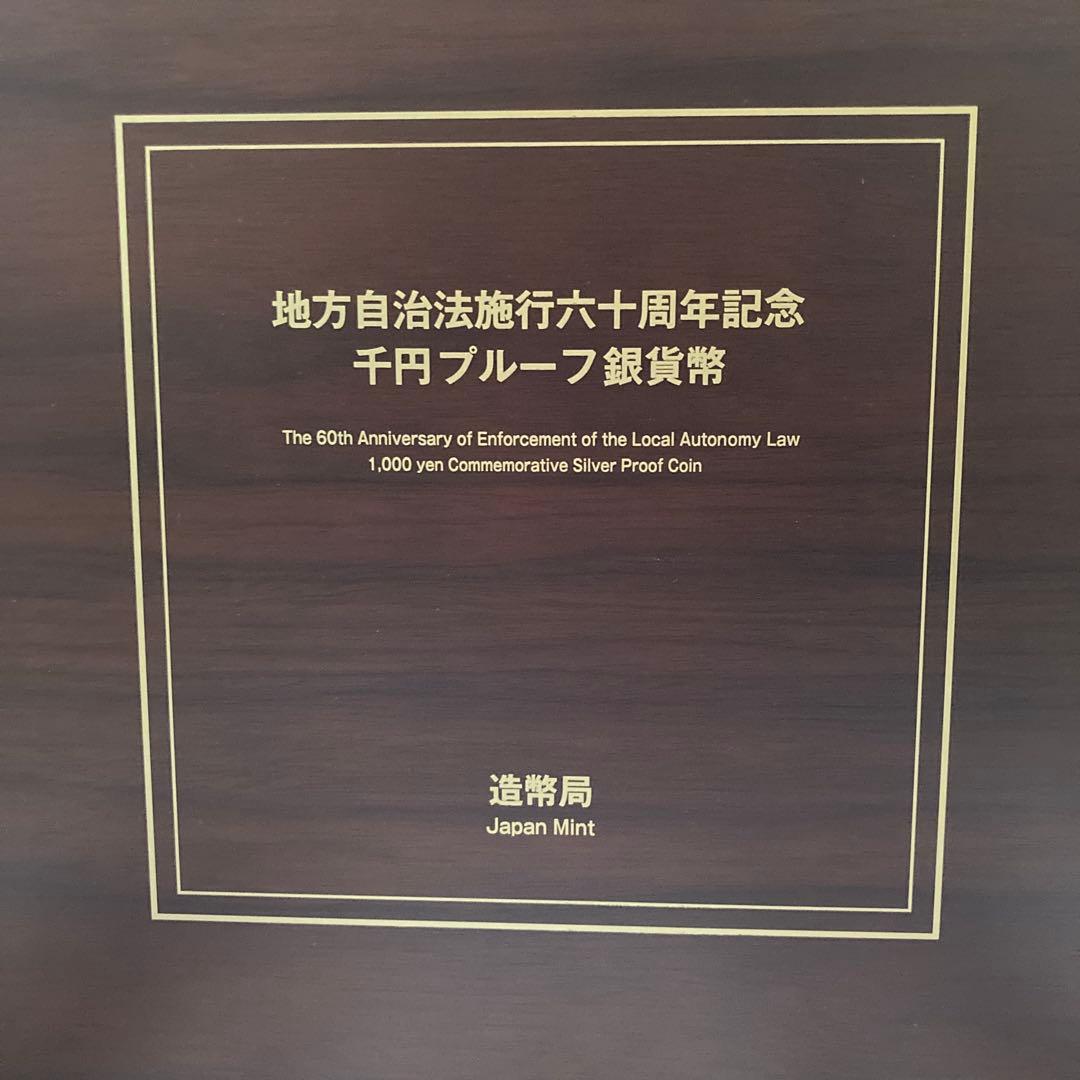 地方自治法施行六十周年記念
千円プルーフ銀貨幣
The 60th Anniversary of Enforcement of the Local Autonomy Law
1,000 yen Commemorative Silver Proof Coin
造幣局
Japan Mint